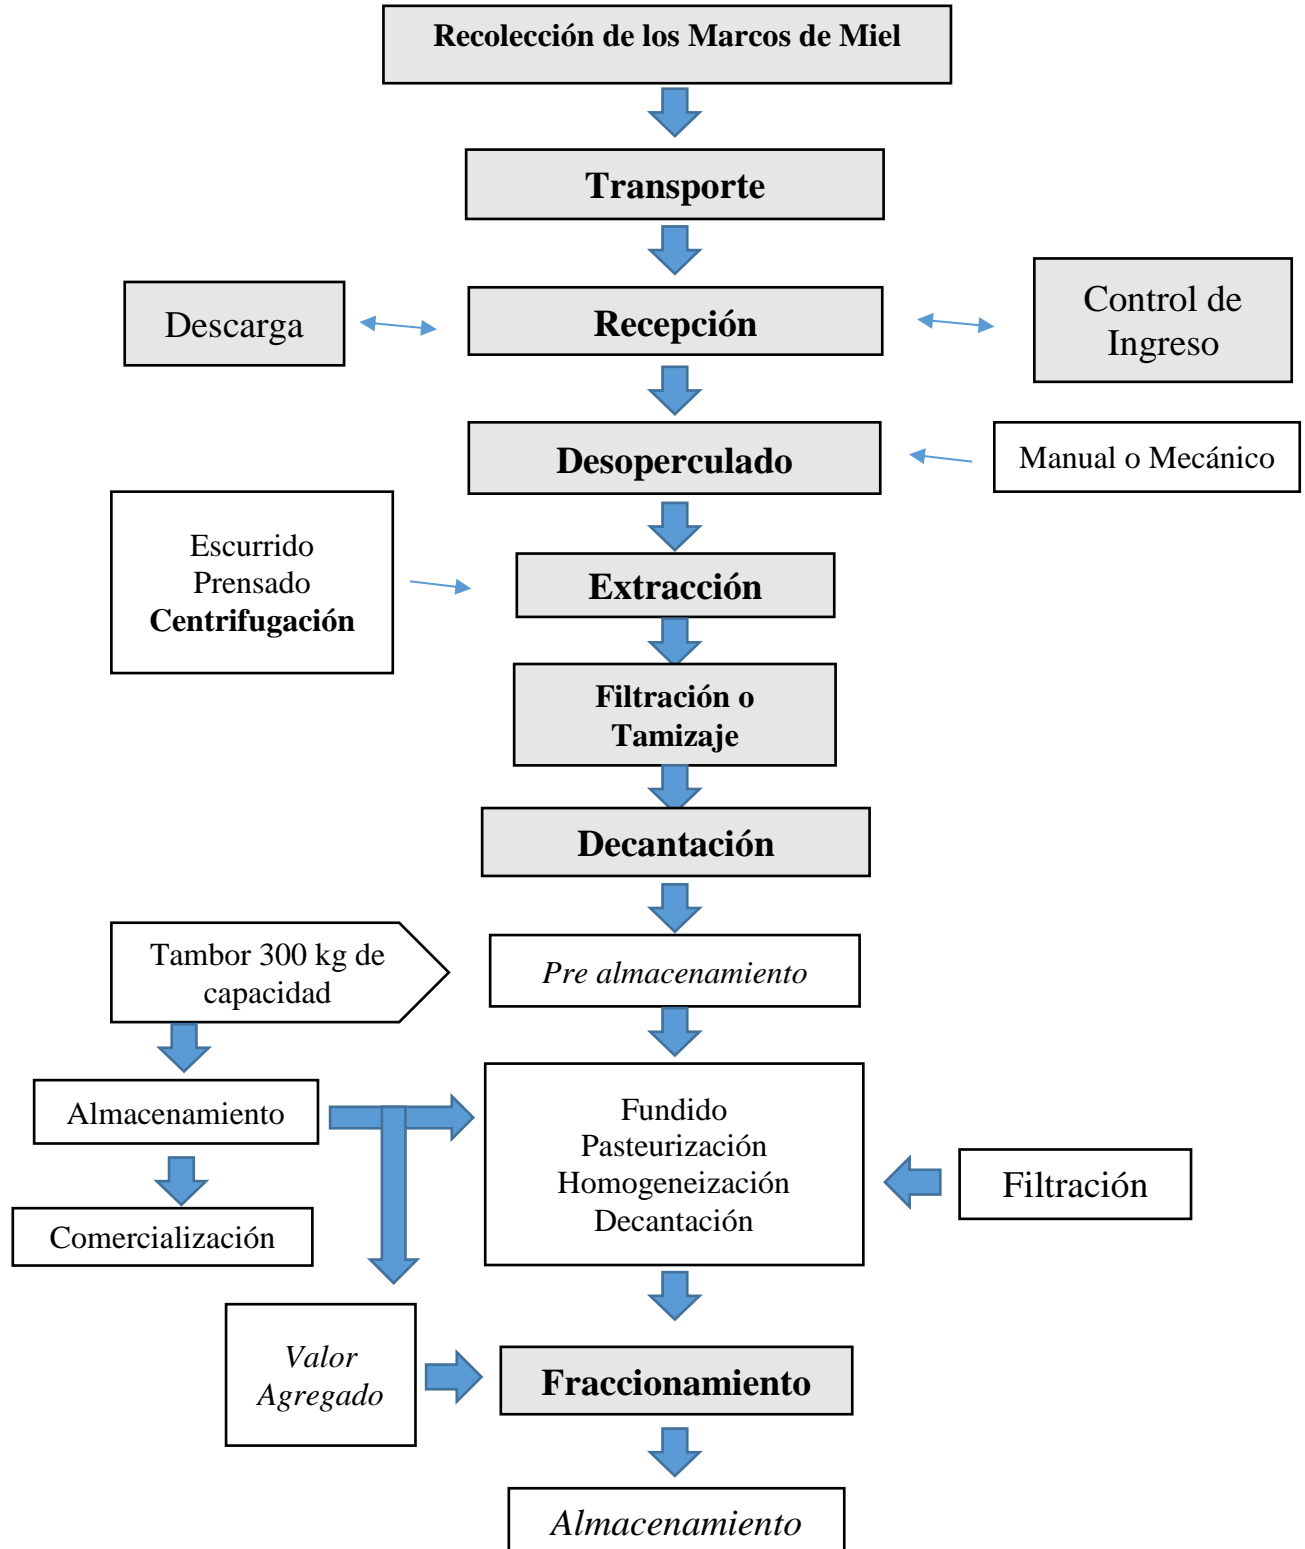 Recolección de los Marcos de Miel
Transporte
Descarga
Recepción
Control de
Ingreso
Desoperculado
Manual o Mecánico
Escurrido
Prensado
Centrifugación
Extracción
Filtración o
Tamizaje
Decantación
Tambor 300 kg de
capacidad
Pre almacenamiento
Almacenamiento
Comercialización
Fundido
Pasteurización
Homogeneización
Decantación
Filtración
Valor
Agregado
Fraccionamiento
Almacenamiento